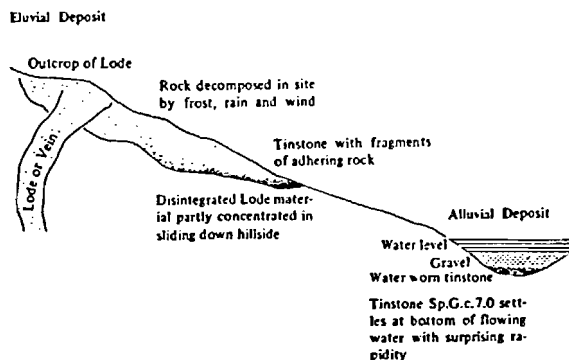 Eluvial Deposit
Outcrop of Lode
Rock decomposed in site
by frost, rain and wind
Tinstone with fragments
of adhering rock
Lode or Vein
Disintegrated Lode mater-
ial partly concentrated in
sliding down hillside
Alluvial Deposit
Water level
Gravel
Water worn tinstone
Tinstone Sp.G.c.7.0 sett-
les at bottom of flowing
water with surprising ra-
pidity